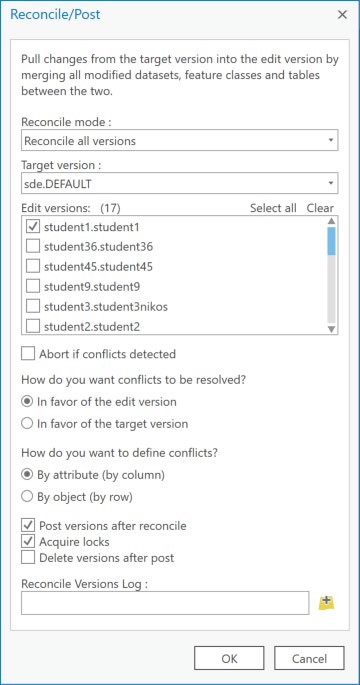 Reconcile/Post
Pull changes from the target version into the edit version by
merging all modified datasets, feature classes and tables
between the two.
Reconcile mode :
Reconcile all versions
Target version :
sde.DEFAULT
Edit versions: (17) Select all Clear
student1.student1
student36.student36
student45.student45
student9.student9
student3.student3nikos
student2.student2
Abort if conflicts detected
How do you want conflicts to be resolved?
In favor of the edit version
In favor of the target version
How do you want to define conflicts?
By attribute (by column)
By object (by row)
Post versions after reconcile
Acquire locks
Delete versions after post
Reconcile Versions Log :
OK Cancel